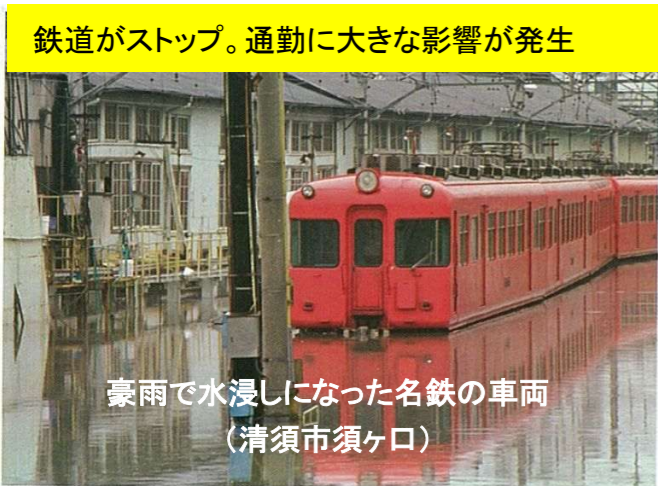 鉄道がストップ。通勤に大きな影響が発生
豪雨で水浸しになった名鉄の車両
（清須市須ヶ口）